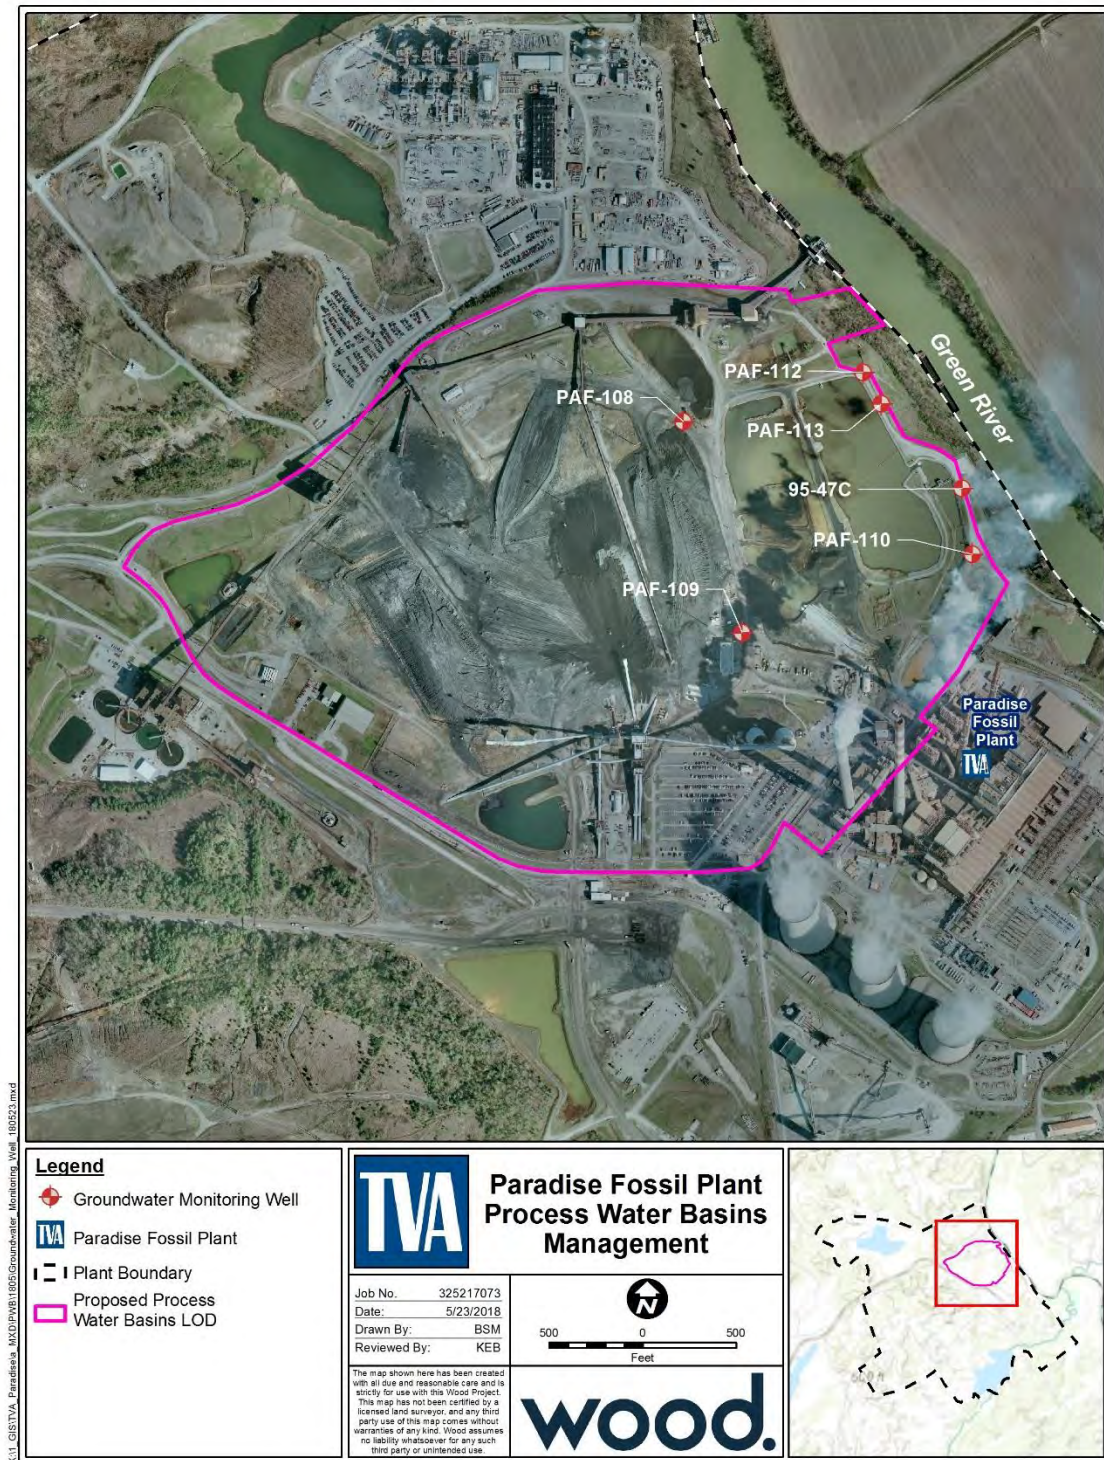 Green River
PAF-112
PAF-108
PAF-113
95-47C
PAF-110
PAF-109
Paradise
Fossil
Plant
TVA
Legend
Groundwater Monitoring Well
TVA Paradise Fossil Plant
Plant Boundary
Proposed Process
Water Basins LOD
TVA
Paradise Fossil Plant
Process Water Basins
Management
Job No. 325217073
Date: 5/23/2018
Drawn By: BSM
Reviewed By: KEB
N
500 0 500
Feet
The map shown here has been created
with all due and reasonable care and is
strictly for use with this Wood Project.
This map has not been certified by a
licensed land surveyor, and any third
party use of this map comes without
warranties of any kind. Wood assumes
no liability whatsoever for any such
third party or unintended use.
wood.